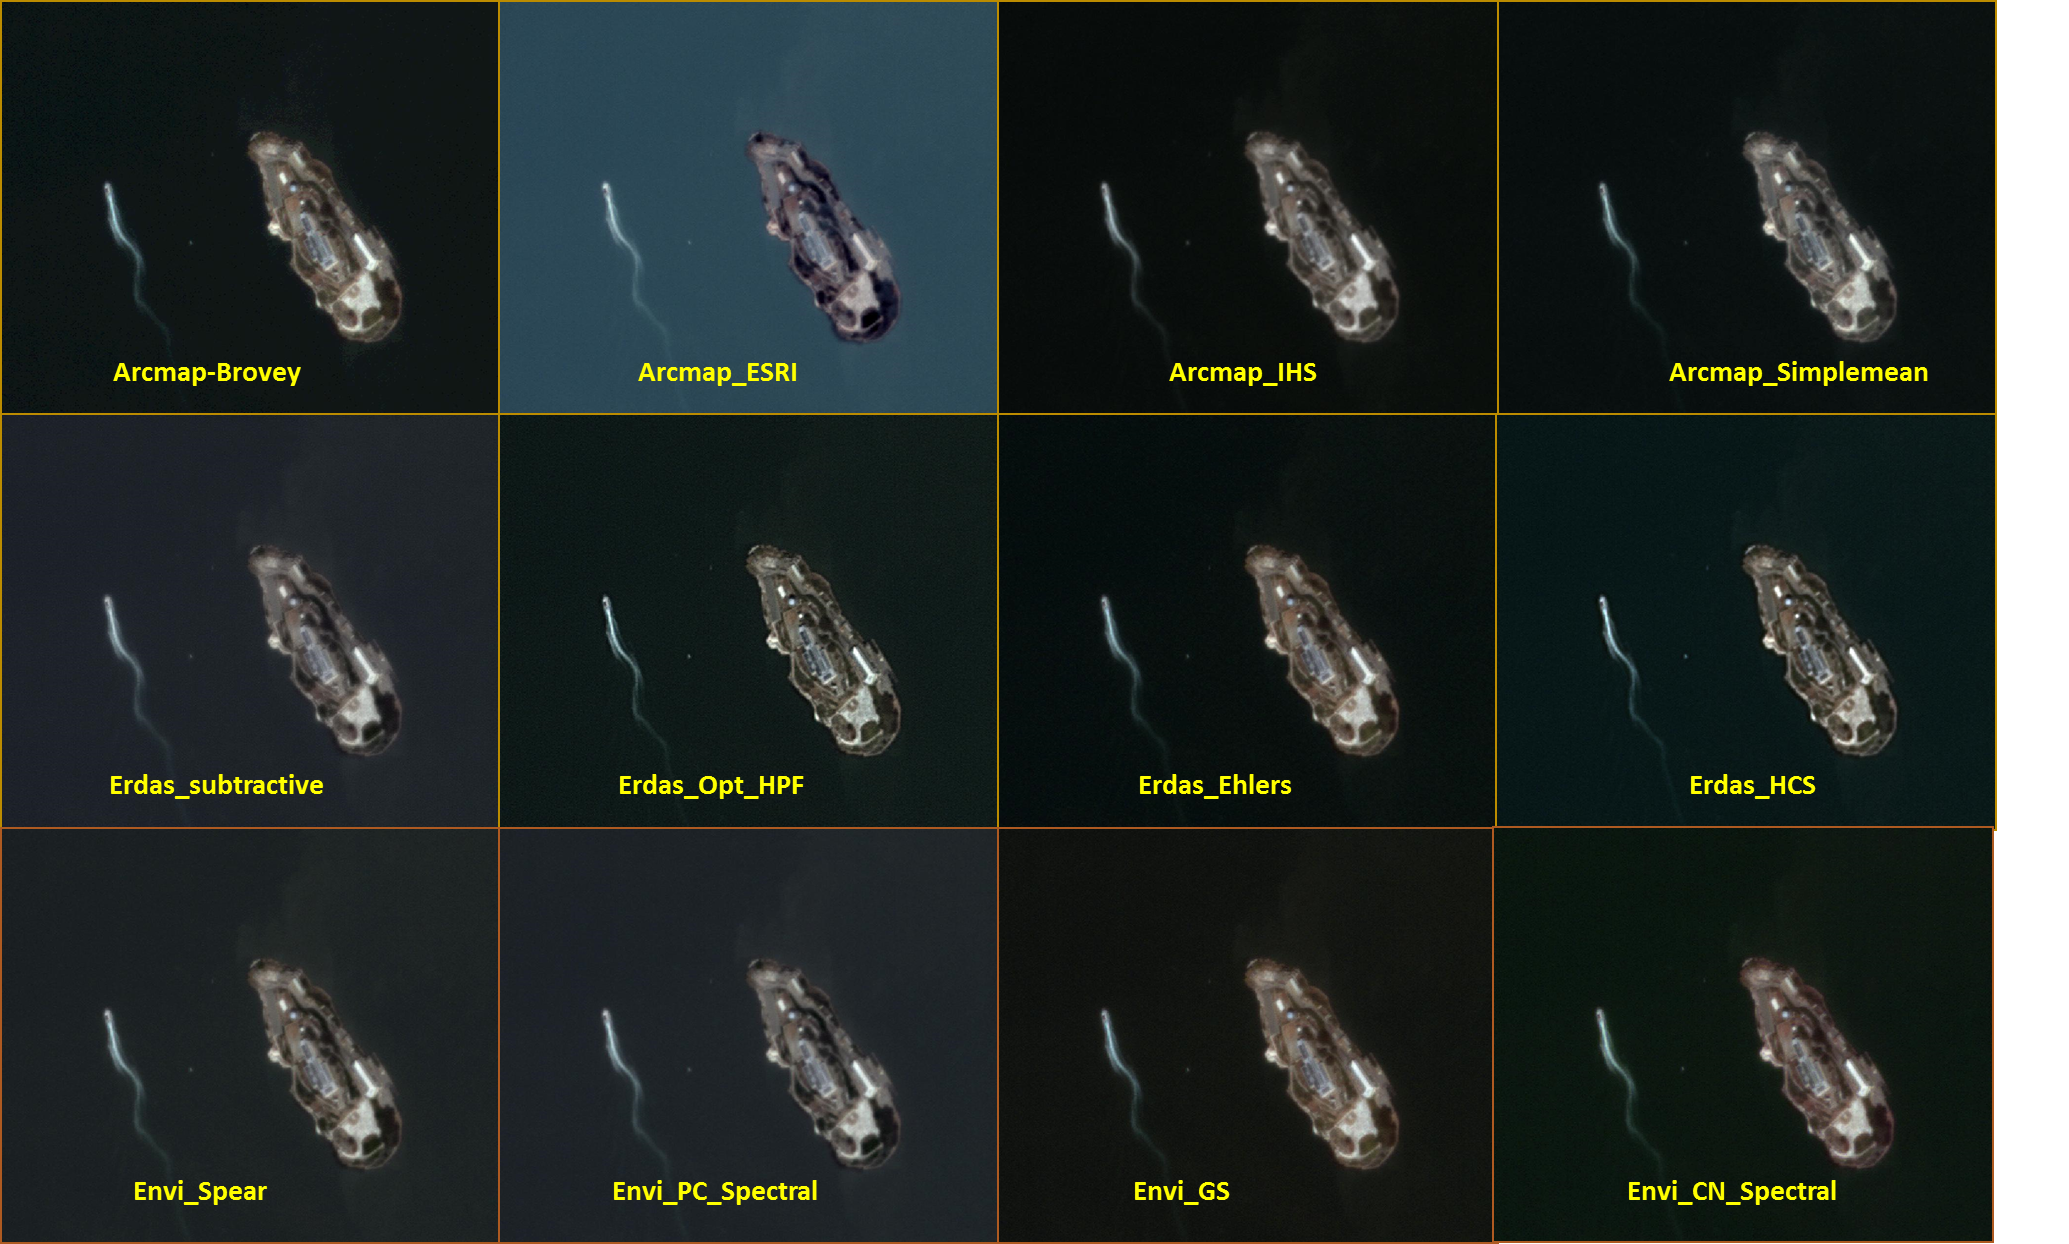 Arcmap-Brovey
Arcmap_ESRI
Arcmap_IHS
Arcmap_Simplemean
Erdas_subtractive
Erdas_Opt_HPF
Erdas_Ehlers
Erdas_HCS
Envi_Spear
Envi_PC_Spectral
Envi_GS
Envi_CN_Spectral